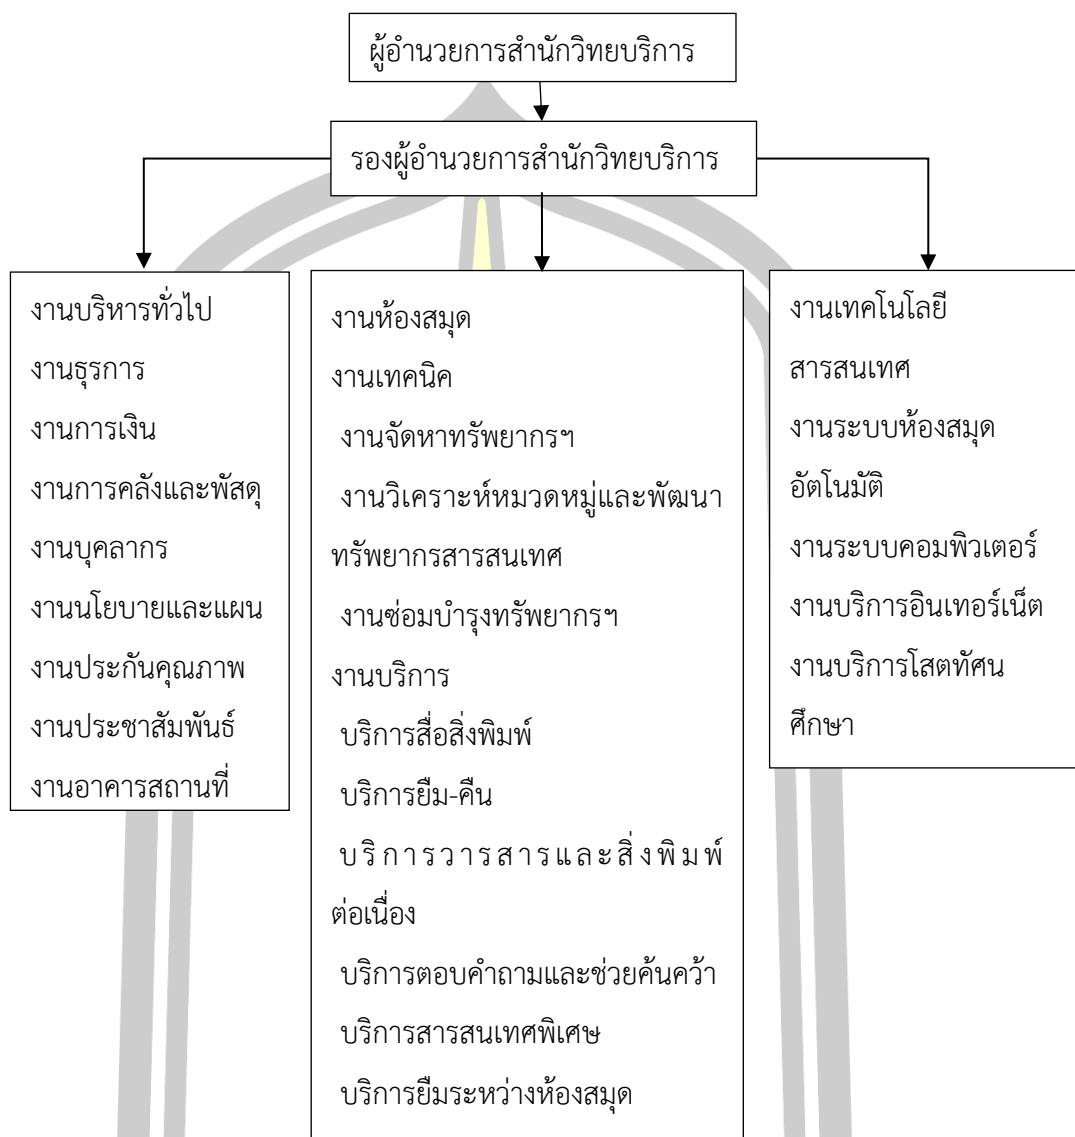 ผู้อำนวยการสำนักวิทยบริการ
รองผู้อำนวยการสำนักวิทยบริการ
งานบริหารทั่วไป
งานธุรการ
งานการเงิน
งานการคลังและพัสดุ
งานบุคลากร
งานนโยบายและแผน
งานประกันคุณภาพ
งานประชาสัมพันธ์
งานอาคารสถานที่
งานห้องสมุด
งานเทคนิค
งานจัดหาทรัพยากรฯ
งานวิเคราะห์หมวดหมู่และพัฒนา
ทรัพยากรสารสนเทศ
งานซ่อมบำรุงทรัพยากรฯ
งานบริการ
บริการสื่อสิ่งพิมพ์
บริการยืม-คืน
บริการวารสารและสิ่งพิมพ์
ต่อเนื่อง
บริการตอบคำถามและช่วยค้นคว้า
บริการสารสนเทศพิเศษ
บริการยืมระหว่างห้องสมุด
งานเทคโนโลยี
สารสนเทศ
งานระบบห้องสมุด
อัตโนมัติ
งานระบบคอมพิวเตอร์
งานบริการอินเทอร์เน็ต
งานบริการโสตทัศน
ศึกษา